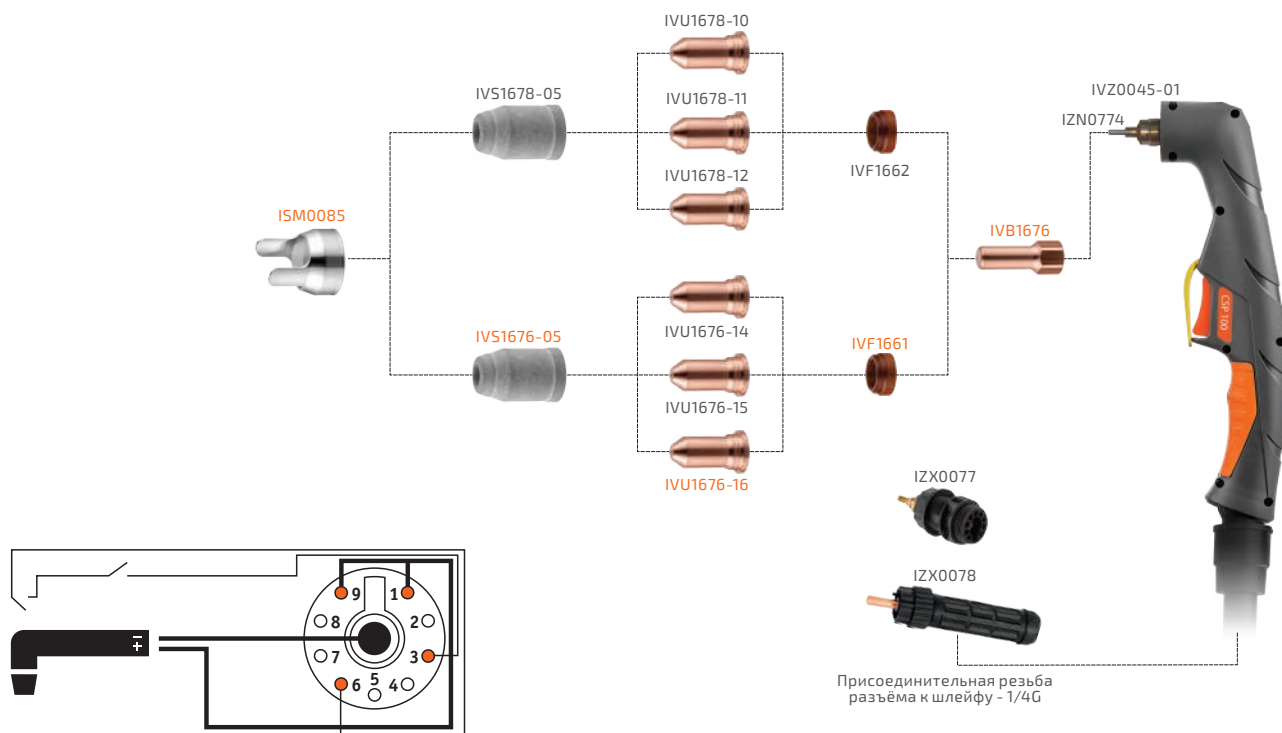 IVU1678-10
IVS1678-05
IVU1678-11
IVZ0045-01
IZN0774
IVU1678-12
IVF1662
ISM0085
IVB1676
IVS1676-05
IVU1676-14
IVF1661
CSP 100
IVU1676-15
IVU1676-16
IZX0077
IZX0078
9 1
8 2
7 3
6 5 4
- +
Присоединительная резьба
разъёма к шлейфу - 1/4G